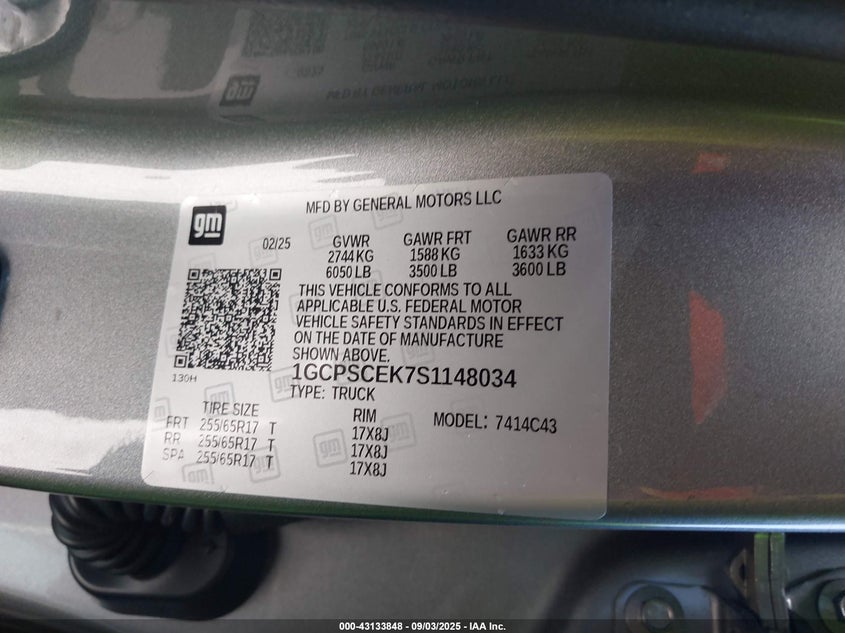 MFD BY GENERAL MOTORS LLC
gm
02/25 GVWR GAWR FRT GAWR RR
2744 KG 1588 KG 1633 KG
6050 LB 3500 LB 3600 LB
THIS VEHICLE CONFORMS TO ALL
APPLICABLE U.S. FEDERAL MOTOR
VEHICLE SAFETY STANDARDS IN EFFECT
ON THE DATE OF MANUFACTURE
SHOWN ABOVE.
130H
1GCPSCEK7S1148034
TYPE: TRUCK
TIRE SIZE RIM MODEL: 7414C43
FRT 255/65R17 T 17X8J
RR 255/65R17 T 17X8J
SPA 255/65R17 T 17X8J
000-43133848 - 09/03/2025 - IAA Inc.